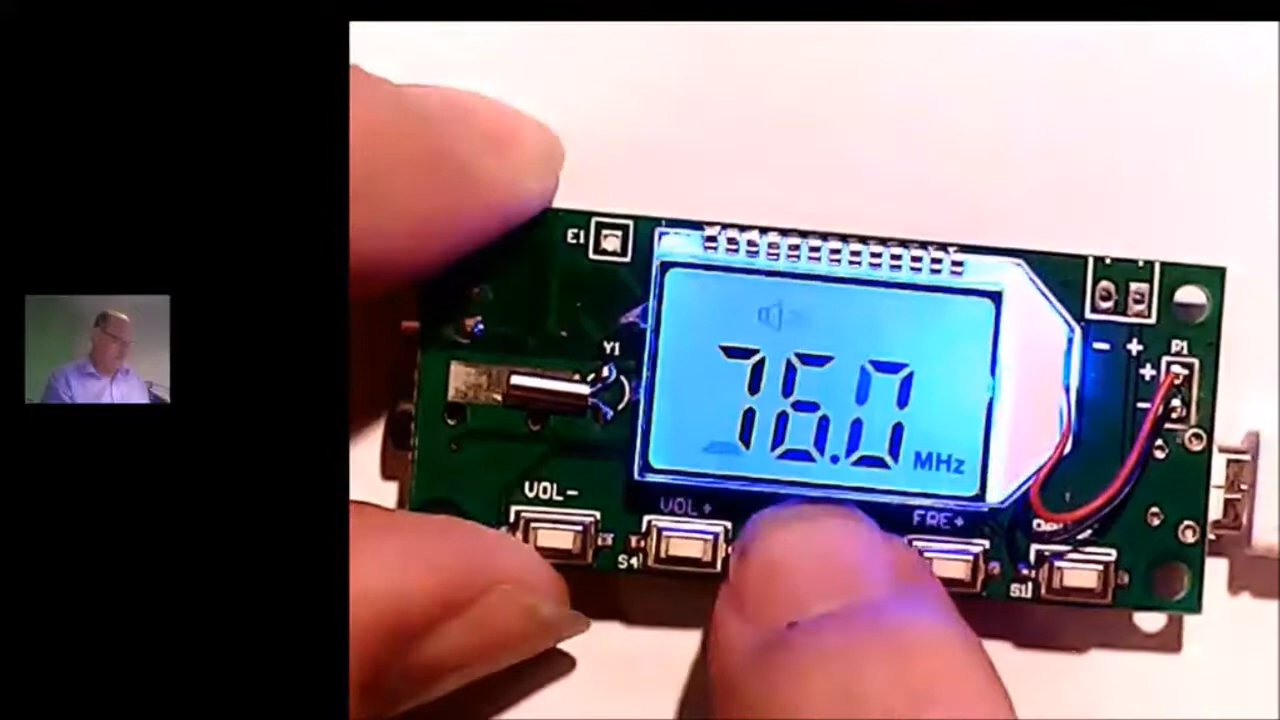 E1
Y1
76.0 MHz
- +
P1
+
-
VOL-
VOL+
FRE+
S4
S1